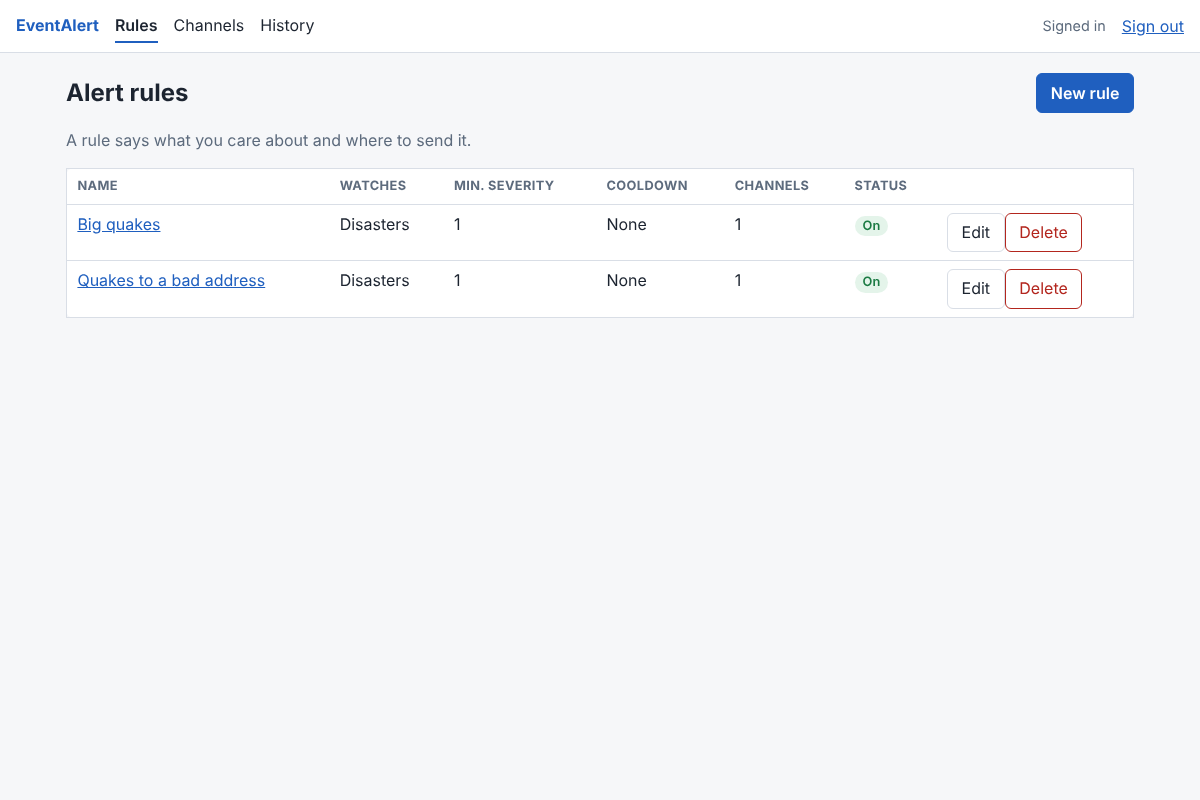 EventAlert Rules Channels History Signed in Sign out
Alert rules New rule
A rule says what you care about and where to send it.
NAME WATCHES MIN. SEVERITY COOLDOWN CHANNELS STATUS
Big quakes Disasters 1 None 1 On Edit Delete
Quakes to a bad address Disasters 1 None 1 On Edit Delete